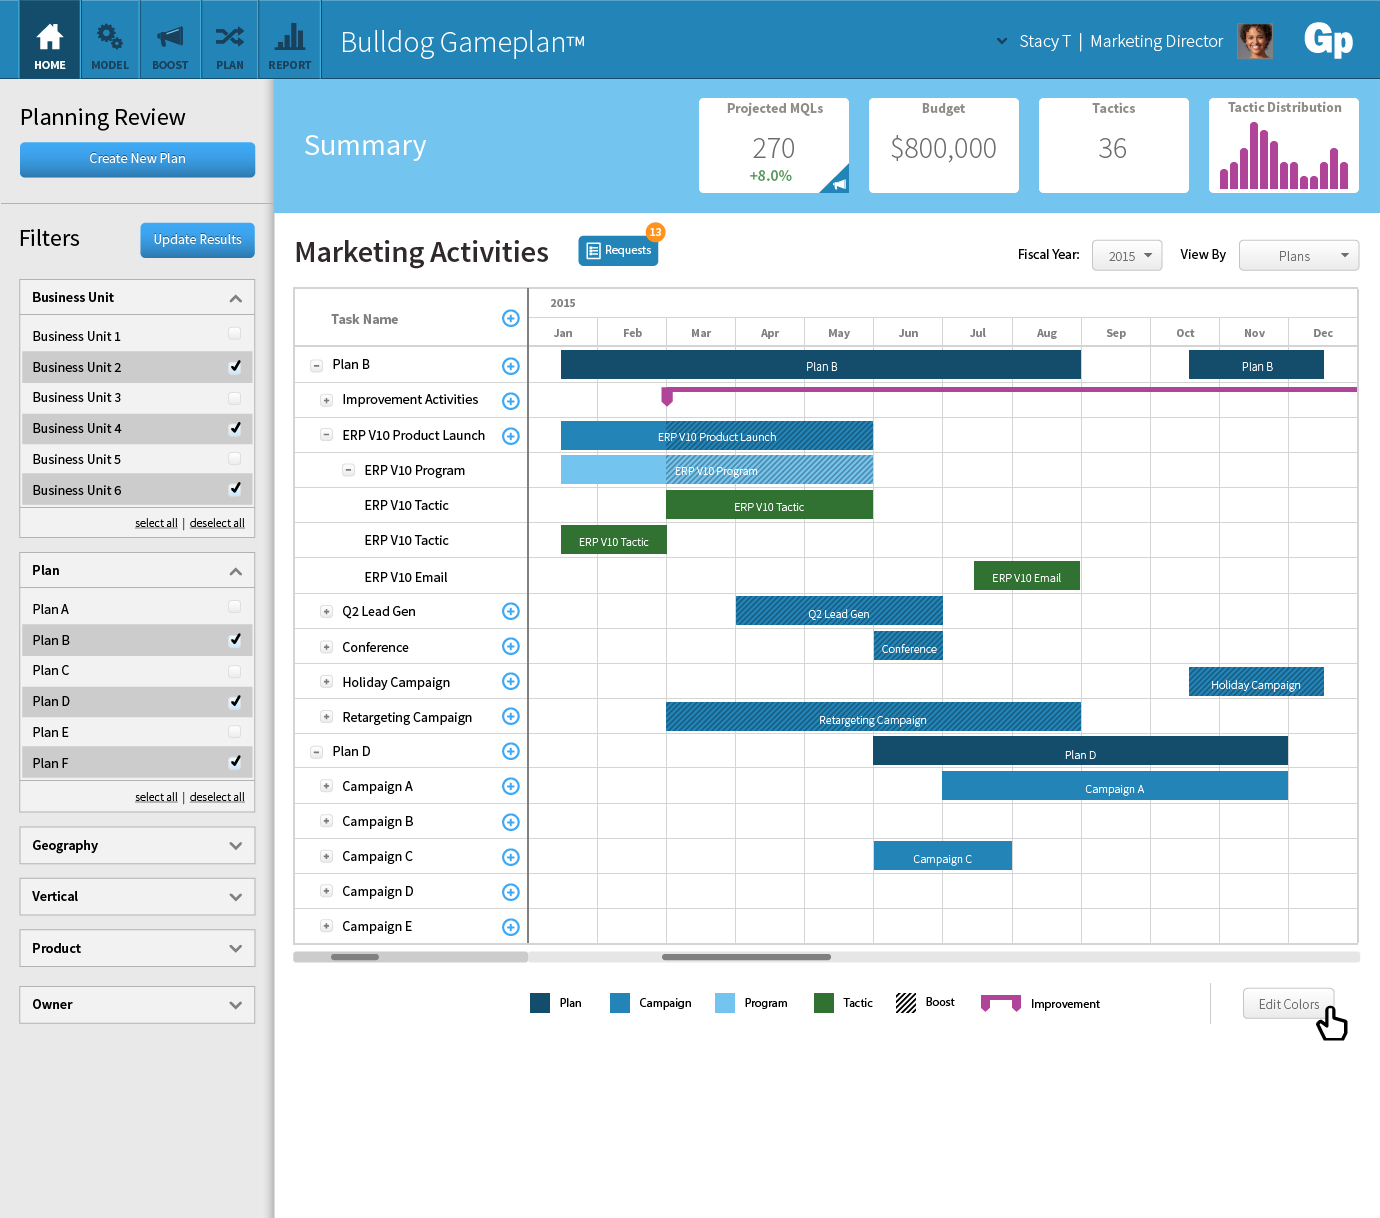 HOME MODEL BOOST PLAN REPORT
Bulldog Gameplan™
Stacy T | Marketing Director
Gp
Planning Review
Create New Plan
Filters
Update Results
Business Unit
Business Unit 1
Business Unit 2
Business Unit 3
Business Unit 4
Business Unit 5
Business Unit 6
select all | deselect all
Plan
Plan A
Plan B
Plan C
Plan D
Plan E
Plan F
select all | deselect all
Geography
Vertical
Product
Owner
Summary
Projected MQLs
270
+8.0%
Budget
$800,000
Tactics
36
Tactic Distribution
Marketing Activities
Requests
13
Fiscal Year: 2015 View By Plans
Task Name
2015
Jan Feb Mar Apr May Jun Jul Aug Sep Oct Nov Dec
Plan B Plan B Plan B
Improvement Activities
ERP V10 Product Launch ERP V10 Product Launch
ERP V10 Program ERP V10 Program
ERP V10 Tactic ERP V10 Tactic
ERP V10 Tactic ERP V10 Tactic
ERP V10 Email ERP V10 Email
Q2 Lead Gen Q2 Lead Gen
Conference Conference
Holiday Campaign Holiday Campaign
Retargeting Campaign Retargeting Campaign
Plan D Plan D
Campaign A Campaign A
Campaign B
Campaign C Campaign C
Campaign D
Campaign E
Plan Campaign Program Tactic Boost Improvement
Edit Colors